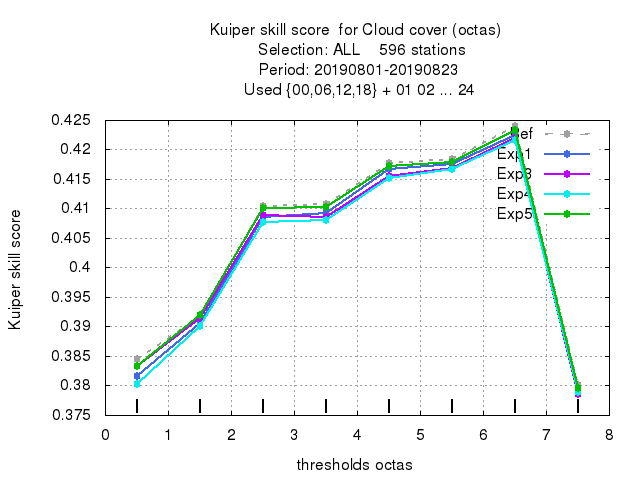 Kuiper skill score  for Cloud cover (octas)
Selection: ALL    596 stations
Period: 20190801-20190823
Used {00,06,12,18} + 01 02 ... 24
0.425
0.42
0.415
0.41
0.405
0.4
0.395
0.39
0.385
0.38
0.375
Kuiper skill score
Ref
Exp1
Exp3
Exp4
Exp5
0 1 2 3 4 5 6 7 8
thresholds octas